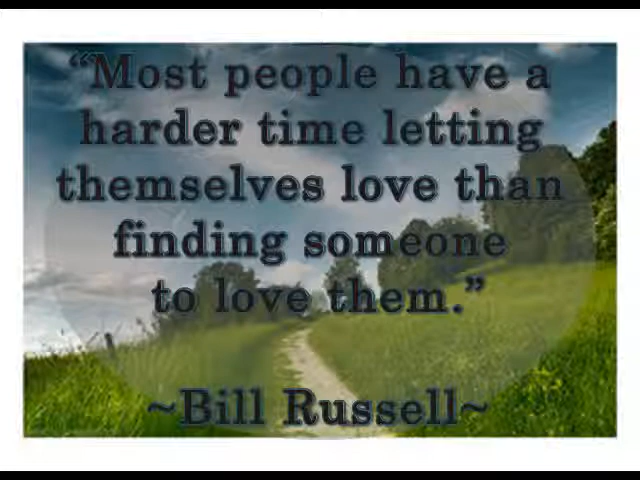 “Most people have a
harder time letting
themselves love than
finding someone
to love them.”
~Bill Russell~